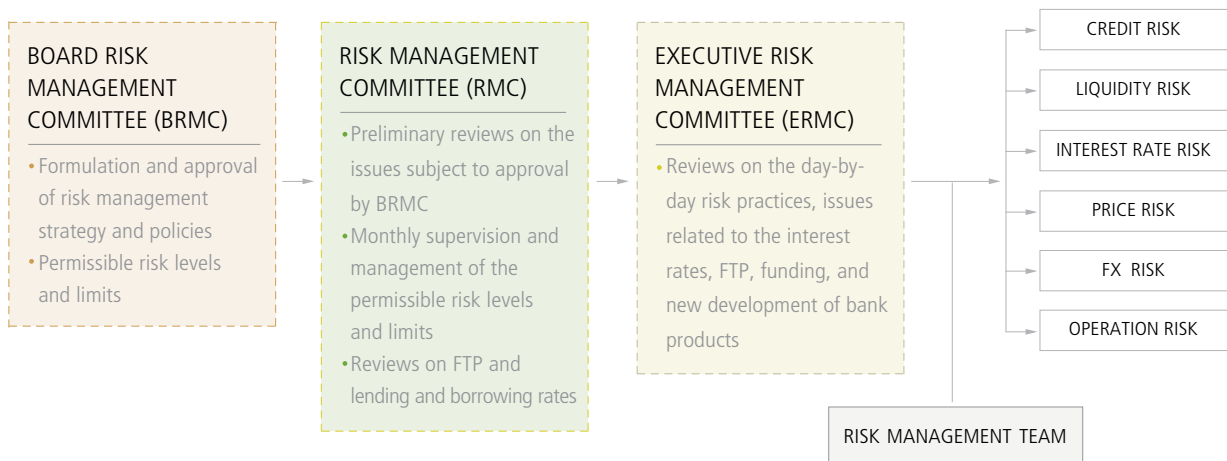 BOARD RISK
MANAGEMENT
COMMITTEE (BRMC)
• Formulation and approval
of risk management
strategy and policies
• Permissible risk levels
and limits
RISK MANAGEMENT
COMMITTEE (RMC)
• Preliminary reviews on the
issues subject to approval
by BRMC
• Monthly supervision and
management of the
permissible risk levels
and limits
• Reviews on FTP and
lending and borrowing rates
EXECUTIVE RISK
MANAGEMENT
COMMITTEE (ERMC)
• Reviews on the day-by-
day risk practices, issues
related to the interest
rates, FTP, funding, and
new development of bank
products
CREDIT RISK
LIQUIDITY RISK
INTEREST RATE RISK
PRICE RISK
FX RISK
OPERATION RISK
RISK MANAGEMENT TEAM